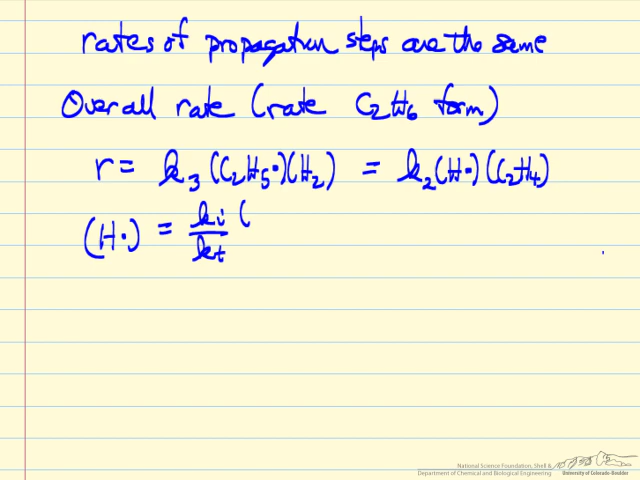 rates of propagation steps are the same
Overall rate (rate C2H6 form)
r = k3 (C2H5·)(H2) = k2(H·)(C2H4)
(H·) = ki/kt (
National Science Foundation, Shell &
Department of Chemical and Biological Engineering
University of Colorado-Boulder